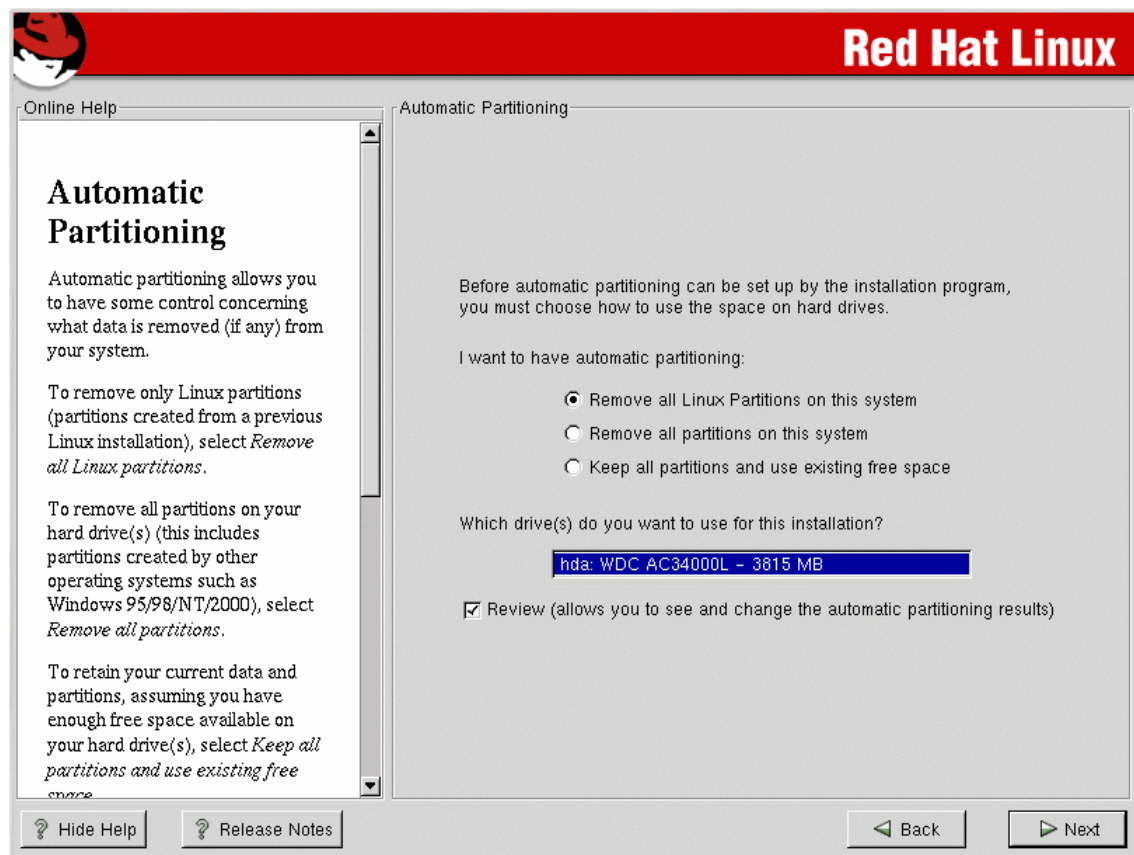 Red Hat Linux
Online Help
Automatic
Partitioning
Automatic partitioning allows you
to have some control concerning
what data is removed (if any) from
your system.
To remove only Linux partitions
(partitions created from a previous
Linux installation), select Remove
all Linux partitions.
To remove all partitions on your
hard drive(s) (this includes
partitions created by other
operating systems such as
Windows 95/98/NT/2000), select
Remove all partitions.
To retain your current data and
partitions, assuming you have
enough free space available on
your hard drive(s), select Keep all
partitions and use existing free
space
Automatic Partitioning
Before automatic partitioning can be set up by the installation program,
you must choose how to use the space on hard drives.
I want to have automatic partitioning:
Remove all Linux Partitions on this system
Remove all partitions on this system
Keep all partitions and use existing free space
Which drive(s) do you want to use for this installation?
hda: WDC AC34000L - 3815 MB
Review (allows you to see and change the automatic partitioning results)
Hide Help
Release Notes
Back
Next